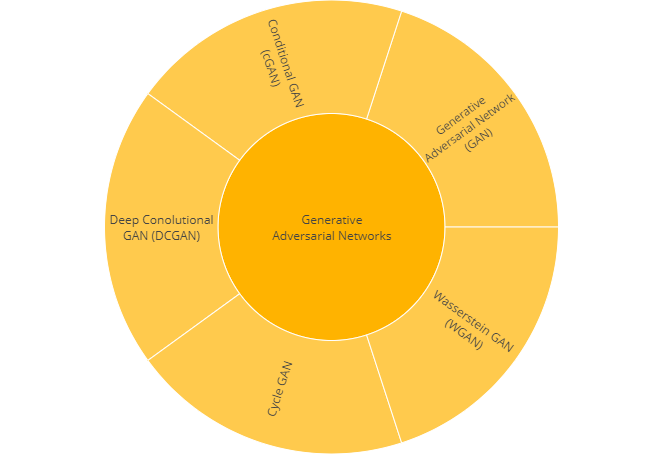 Conditional GAN
(cGAN)
Generative
Adversarial Network
(GAN)
Deep Conolutional
GAN (DCGAN)
Generative
Adversarial Networks
Wasserstein GAN
(WGAN)
Cycle GAN